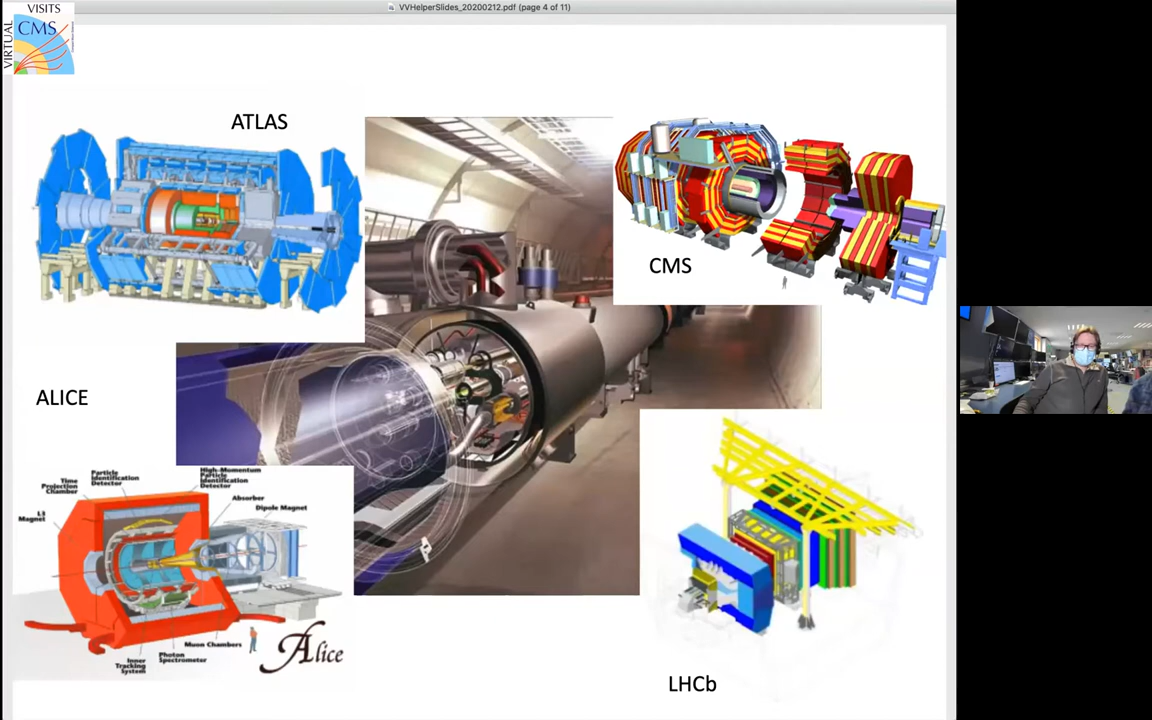 VVHelperSlides_20200212.pdf (page 4 of 11)
VISITS
VIRTUAL
CMS
ATLAS
CMS
ALICE
High-Momentum
Particle
Identification
Detector
Particle
Identification
Detector
Time
Projection
Chamber
Absorber
Dipole Magnet
L3
Magnet
Muon Chambers
Photon
Spectrometer
Inner
Tracking
System
Alice
LHCb